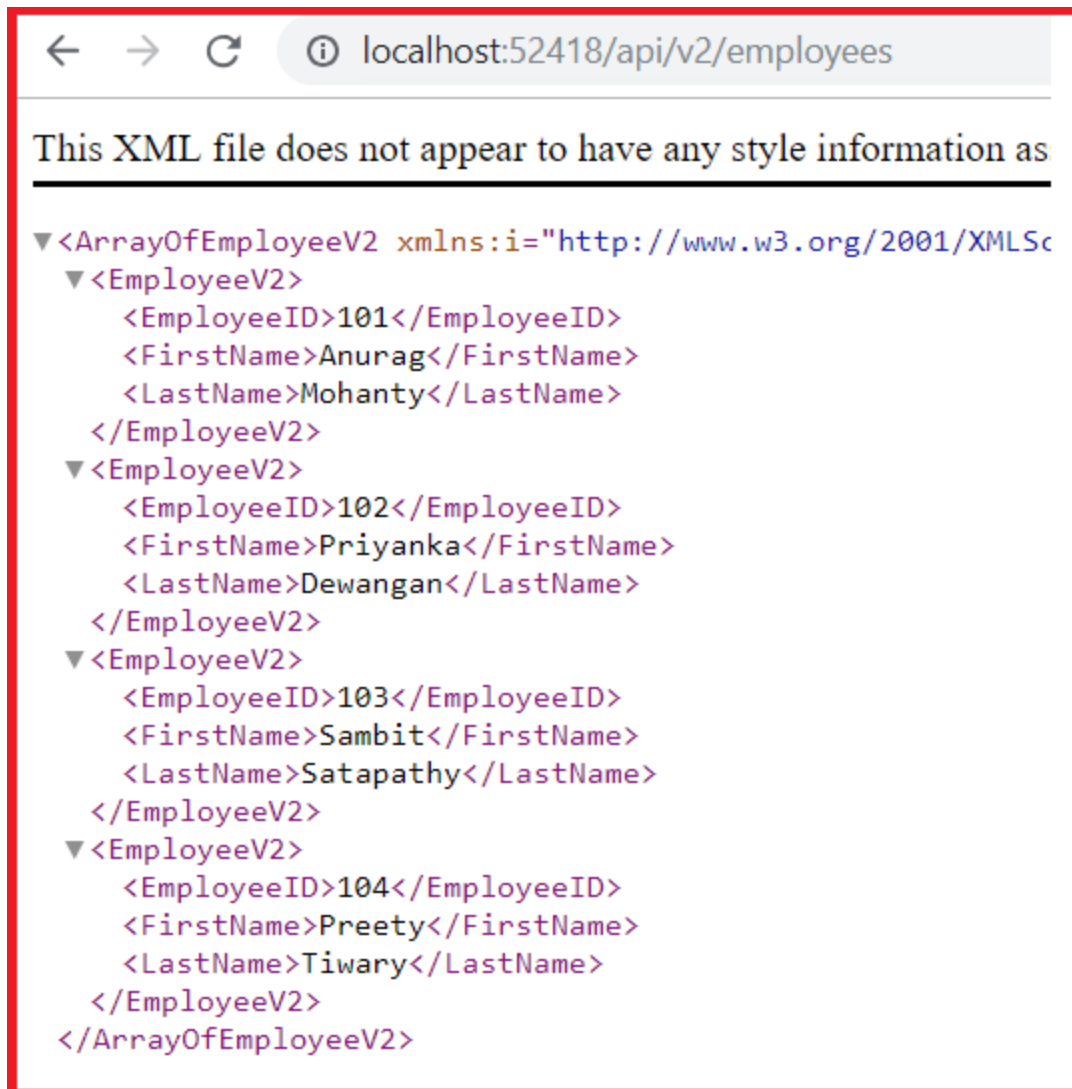 localhost:52418/api/v2/employees
This XML file does not appear to have any style information as
<ArrayOfEmployeeV2 xmlns:i="http://www.w3.org/2001/XMLSc
<EmployeeV2>
<EmployeeID>101</EmployeeID>
<FirstName>Anurag</FirstName>
<LastName>Mohanty</LastName>
</EmployeeV2>
<EmployeeV2>
<EmployeeID>102</EmployeeID>
<FirstName>Priyanka</FirstName>
<LastName>Dewangan</LastName>
</EmployeeV2>
<EmployeeV2>
<EmployeeID>103</EmployeeID>
<FirstName>Sambit</FirstName>
<LastName>Satapathy</LastName>
</EmployeeV2>
<EmployeeV2>
<EmployeeID>104</EmployeeID>
<FirstName>Preety</FirstName>
<LastName>Tiwary</LastName>
</EmployeeV2>
</ArrayOfEmployeeV2>